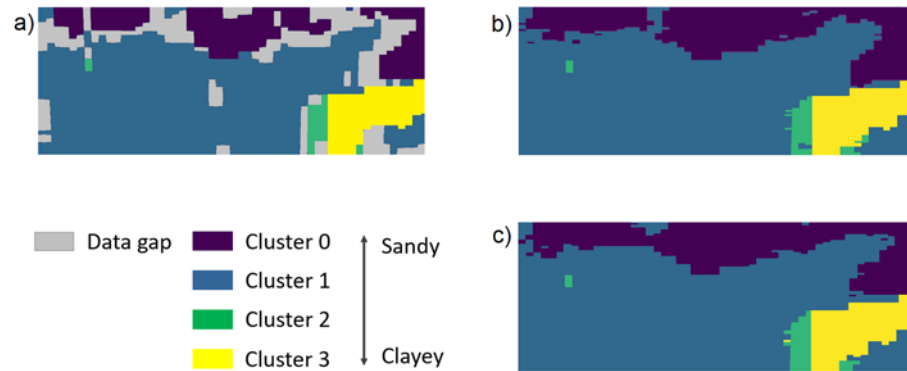 a)
b)
Data gap
Cluster 0
Sandy
Cluster 1
Cluster 2
Cluster 3
Clayey
c)